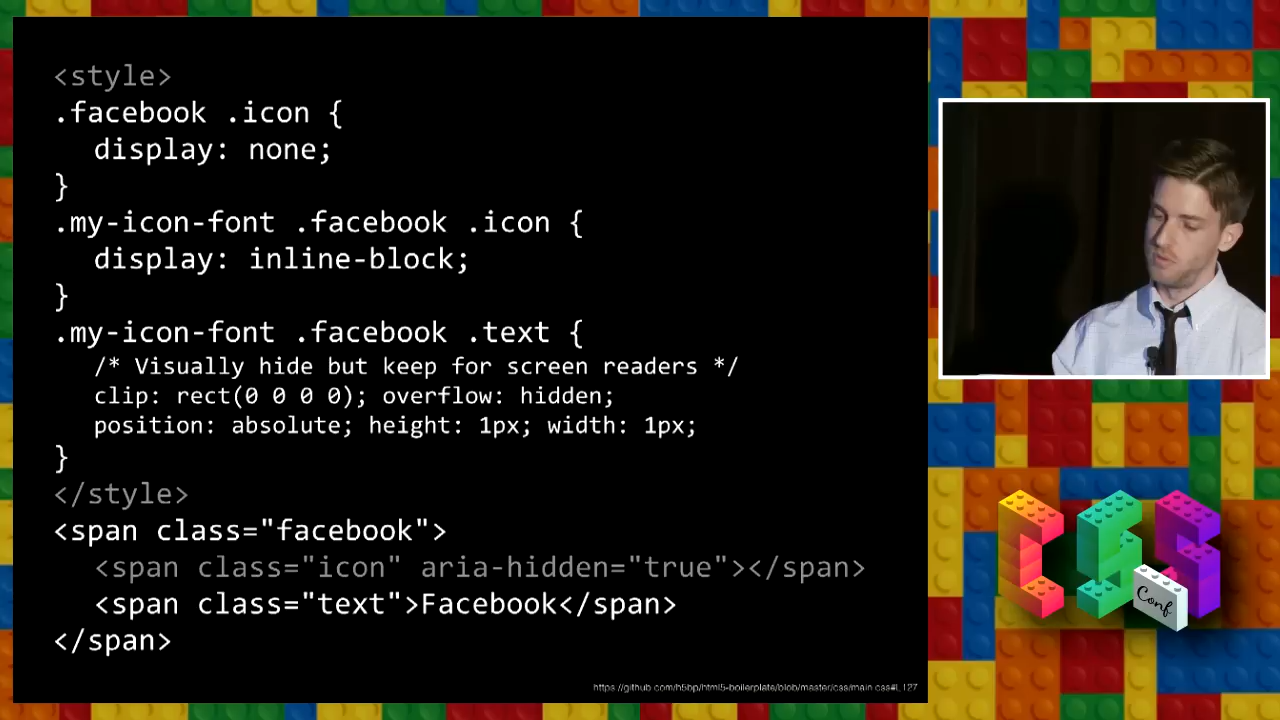 <style>
.facebook .icon {
display: none;
}
.my-icon-font .facebook .icon {
display: inline-block;
}
.my-icon-font .facebook .text {
/* Visually hide but keep for screen readers */
clip: rect(0 0 0 0); overflow: hidden;
position: absolute; height: 1px; width: 1px;
}
</style>
<span class="facebook">
<span class="icon" aria-hidden="true"></span>
<span class="text">Facebook</span>
</span>
https://github.com/h5bp/html5-boilerplate/blob/master/css/main.css#L127
CSS
Conf